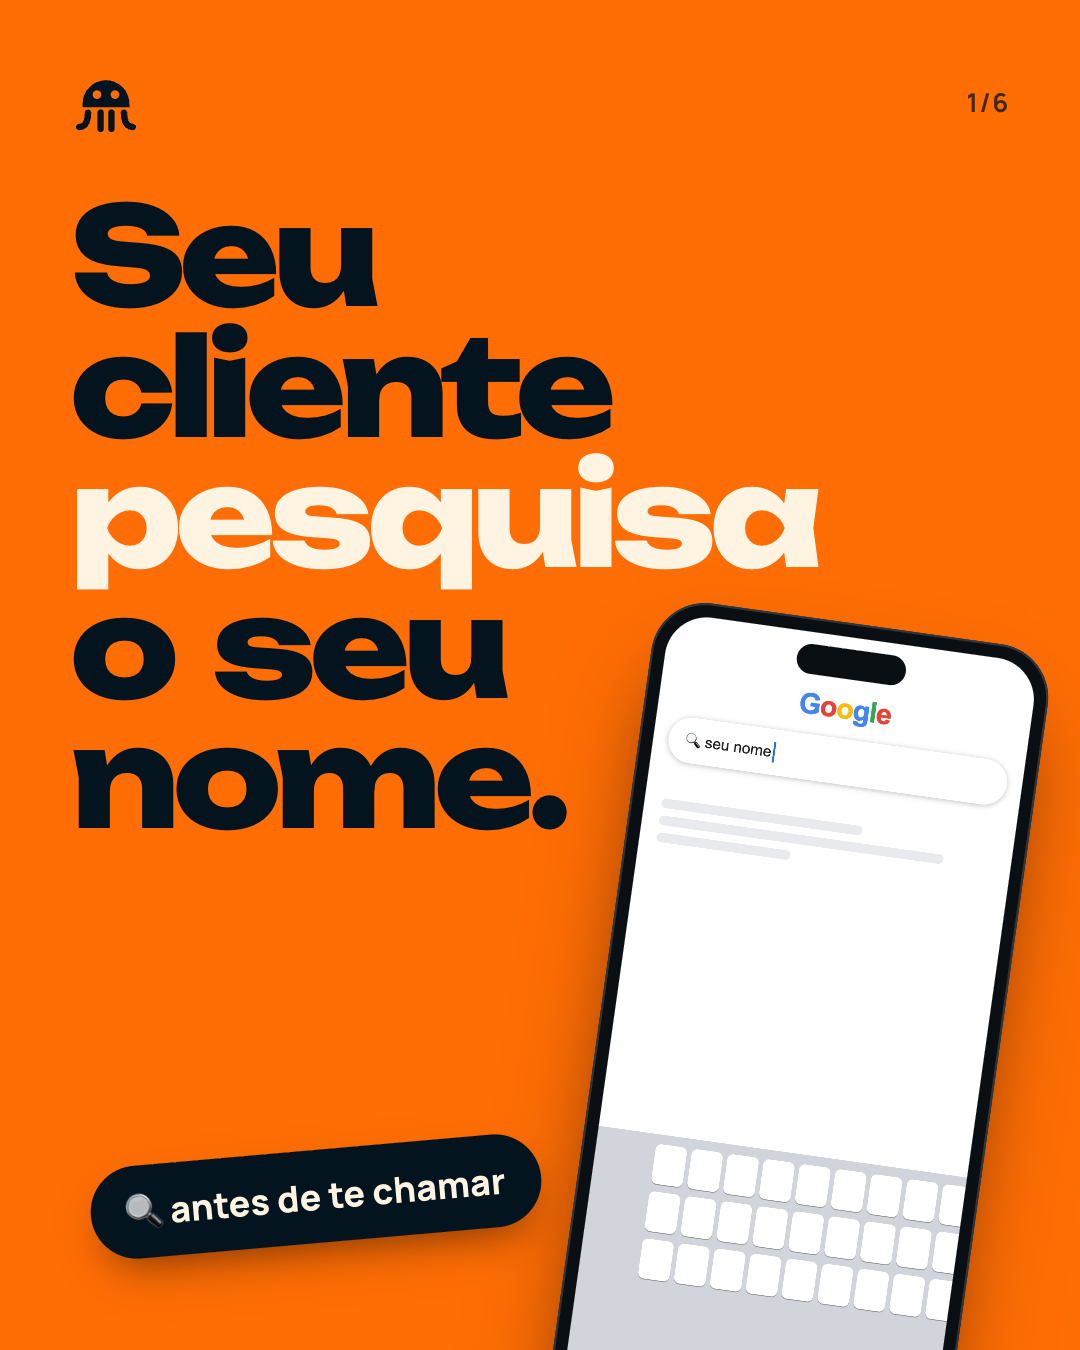 1/6
Seu
cliente
pesquisa
o seu
nome.
Google
seu nome
antes de te chamar